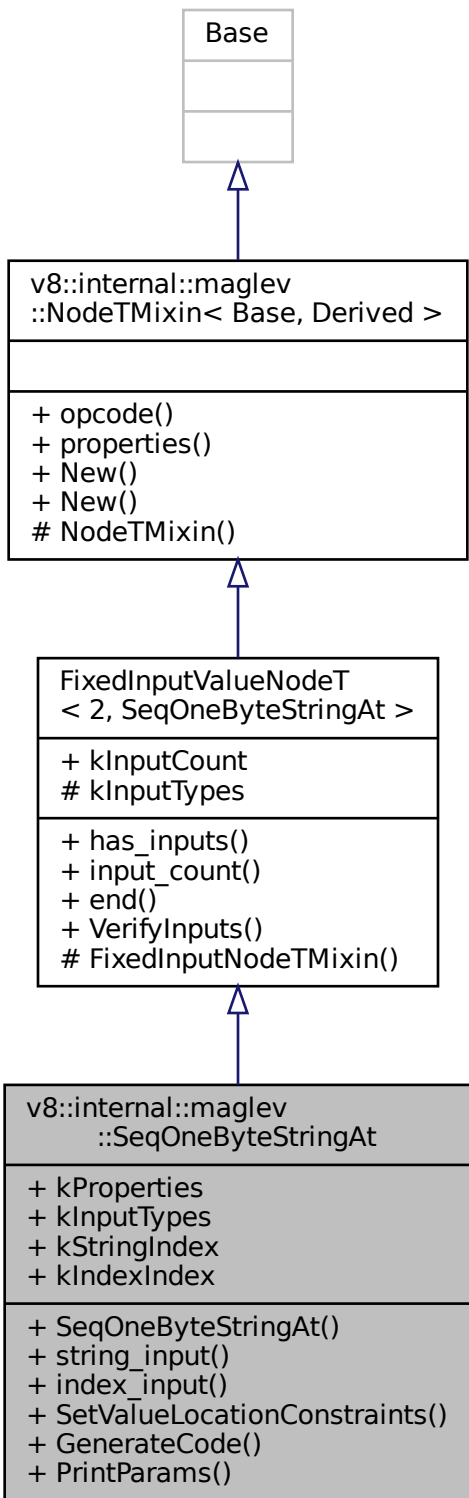 Base
v8::internal::maglev
::NodeTMixin< Base, Derived >
+ opcode()
+ properties()
+ New()
+ New()
# NodeTMixin()
FixedInputValueNodeT
< 2, SeqOneByteStringAt >
+ kInputCount
# kInputTypes
+ has_inputs()
+ input_count()
+ end()
+ VerifyInputs()
# FixedInputNodeTMixin()
v8::internal::maglev
::SeqOneByteStringAt
+ kProperties
+ kInputTypes
+ kStringIndex
+ kIndexIndex
+ SeqOneByteStringAt()
+ string_input()
+ index_input()
+ SetValueLocationConstraints()
+ GenerateCode()
+ PrintParams()